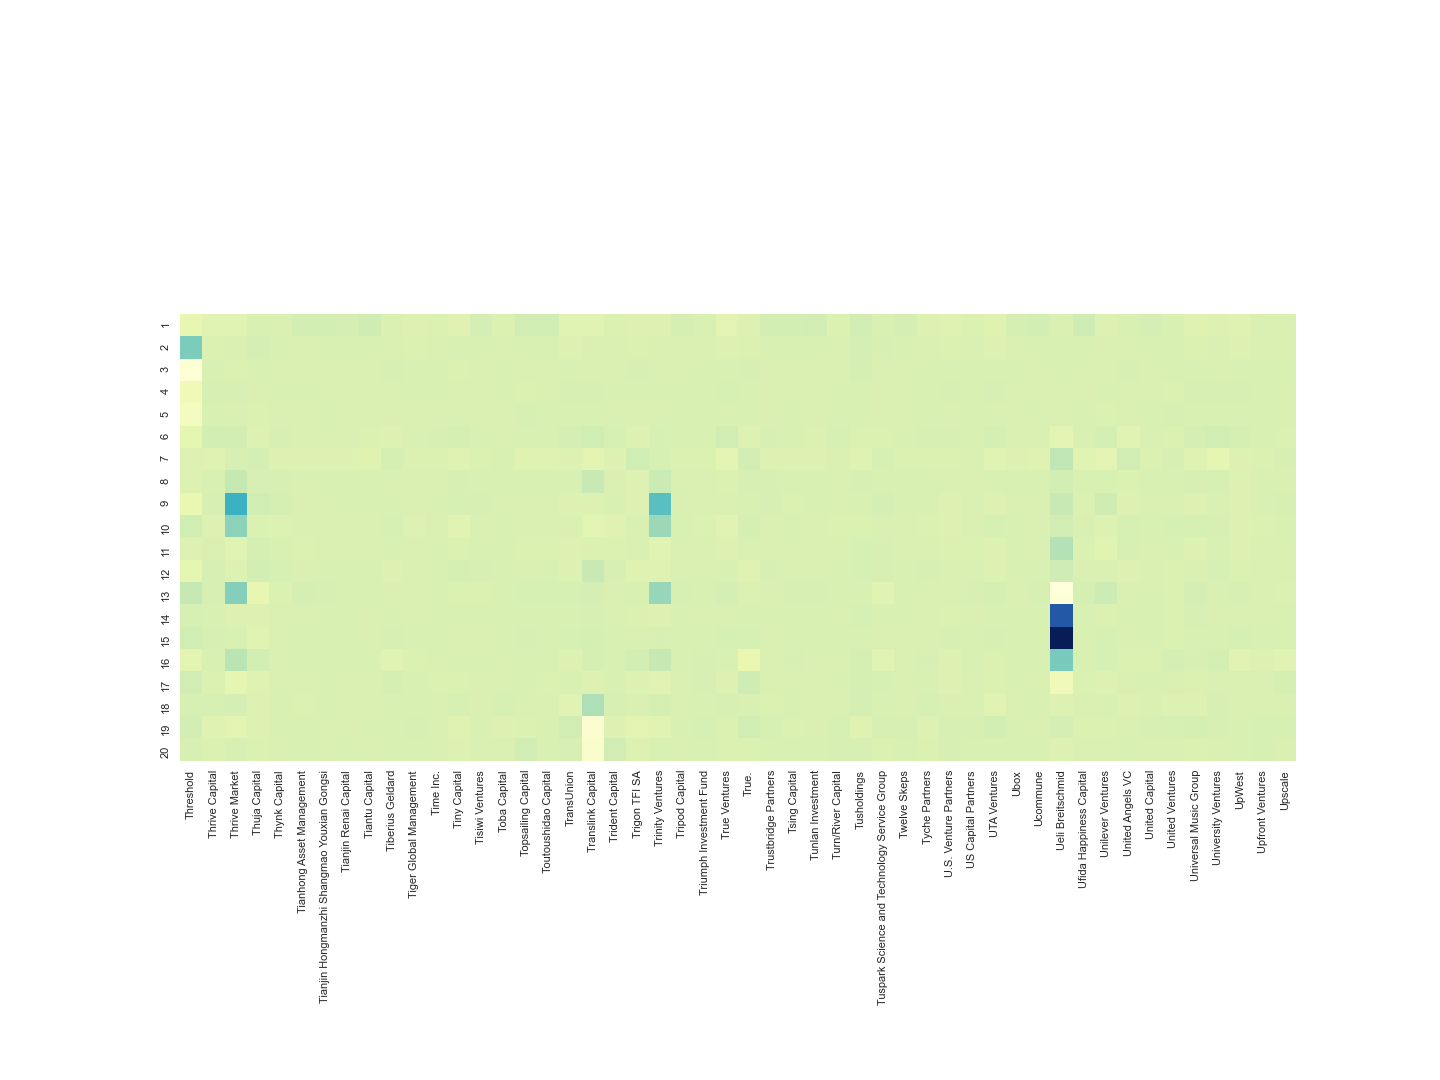 1
2
3
4
5
6
7
8
9
10
11
12
13
14
15
16
17
18
19
20
Threshold
Thrive Capital
Thrive Market
Thuja Capital
Thynk Capital
Tianhong Asset Management
Tianjin Hongmanzhi Shangmao Youxian Gongsi
Tianjin Renai Capital
Tiantu Capital
Tiberius Geldard
Tiger Global Management
Time Inc.
Tiny Capital
Tisiwi Ventures
Toba Capital
Topsailing Capital
Toutoushidao Capital
TransUnion
Translink Capital
Trident Capital
Trigon TFI SA
Trinity Ventures
Tripod Capital
Triumph Investment Fund
True Ventures
True.
Trustbridge Partners
Tsing Capital
Tunlan Investment
Turn/River Capital
Tusholdings
Tuspark Science and Technology Service Group
Twelve Skeps
Tyche Partners
U.S. Venture Partners
US Capital Partners
UTA Ventures
Ubox
Ucommune
Ueli Breitschmid
Ufida Happiness Capital
Unilever Ventures
United Angels VC
United Capital
United Ventures
Universal Music Group
University Ventures
UpWest
Upfront Ventures
Upscale